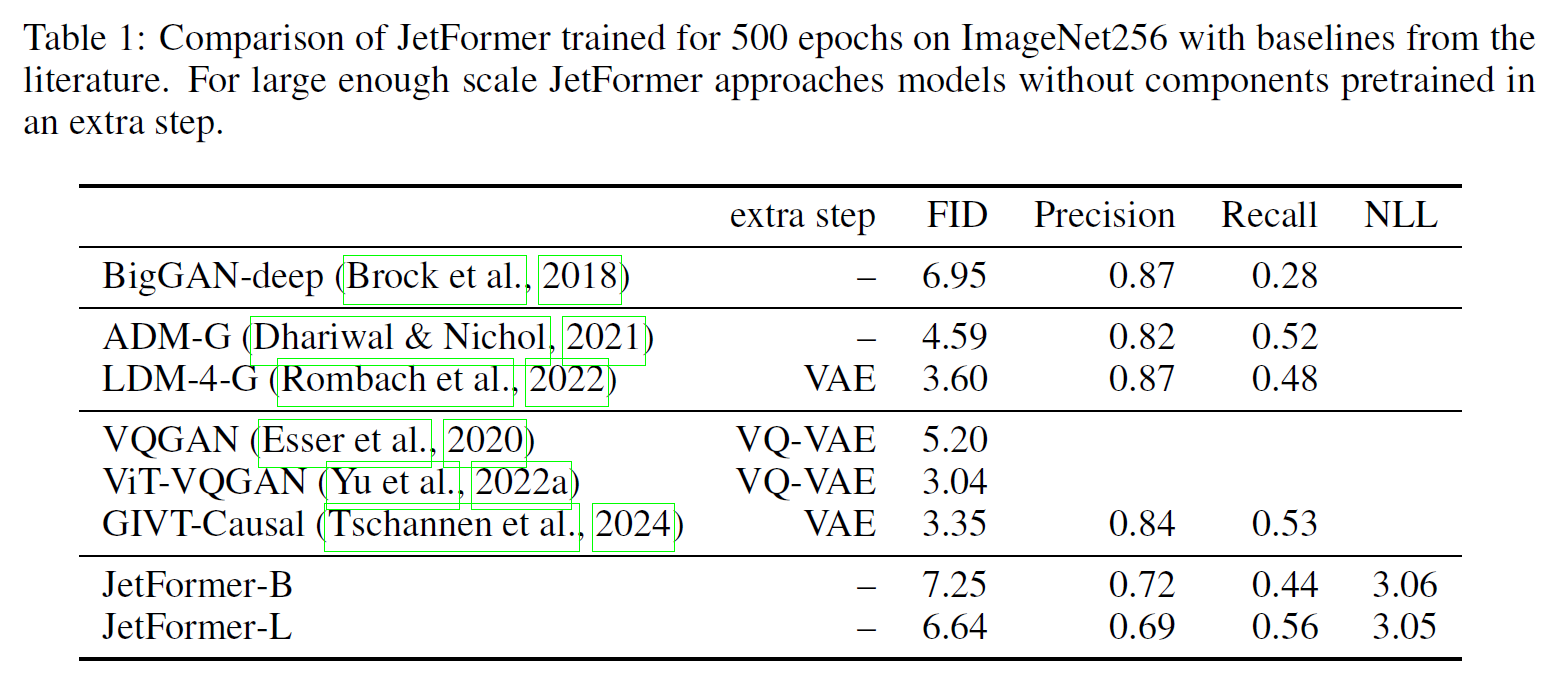 Table 1: Comparison of JetFormer trained for 500 epochs on ImageNet256 with baselines from the
literature. For large enough scale JetFormer approaches models without components pretrained in
an extra step.
extra step FID Precision Recall NLL
BigGAN-deep (Brock et al., 2018) – 6.95 0.87 0.28
ADM-G (Dhariwal & Nichol, 2021) – 4.59 0.82 0.52
LDM-4-G (Rombach et al., 2022) VAE 3.60 0.87 0.48
VQGAN (Esser et al., 2020) VQ-VAE 5.20
ViT-VQGAN (Yu et al., 2022a) VQ-VAE 3.04
GIVT-Causal (Tschannen et al., 2024) VAE 3.35 0.84 0.53
JetFormer-B – 7.25 0.72 0.44 3.06
JetFormer-L – 6.64 0.69 0.56 3.05